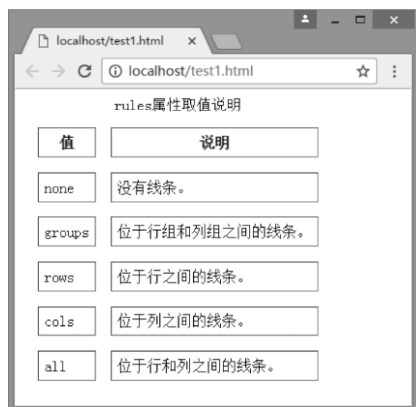 localhost/test1.html
localhost/test1.html
rules属性取值说明
值 说明
none 没有线条。
groups 位于行组和列组之间的线条。
rows 位于行之间的线条。
cols 位于列之间的线条。
all 位于行和列之间的线条。